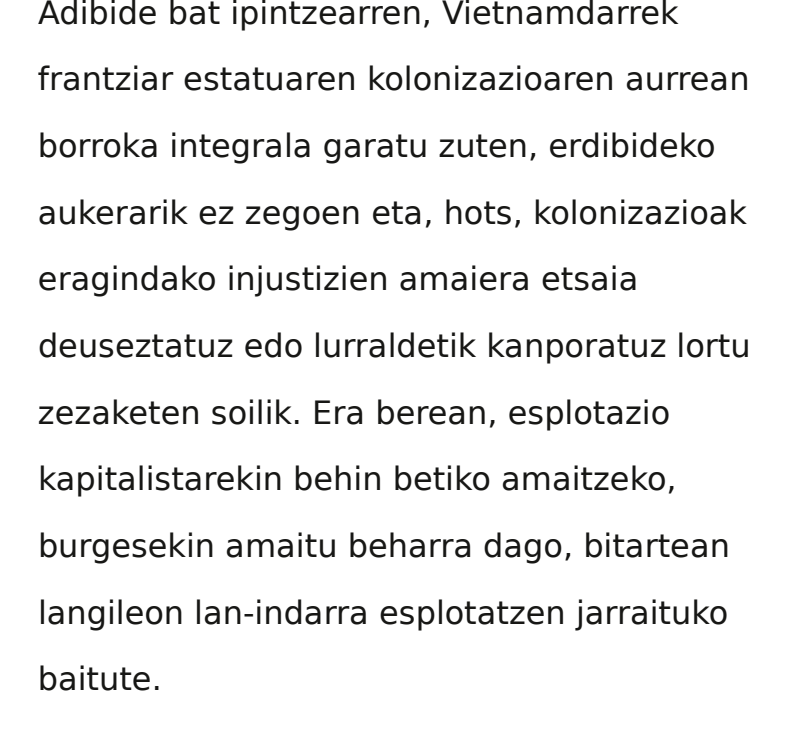 Adibide bat ipintzearren, Vietnamdarrek
frantziar estatuaren kolonizazioaren aurrean
borroka integrala garatu zuten, erdibideko
aukerarik ez zegoen eta, hots, kolonizazioak
eragindako injustizien amaiera etsaia
deuseztatuz edo lurraldetik kanporatuz lortu
zezaketen soilik. Era berean, esplotazio
kapitalistarekin behin betiko amaitzeko,
burgesekin amaitu beharra dago, bitartean
langileon lan-indarra esplotatzen jarraituko
baitute.